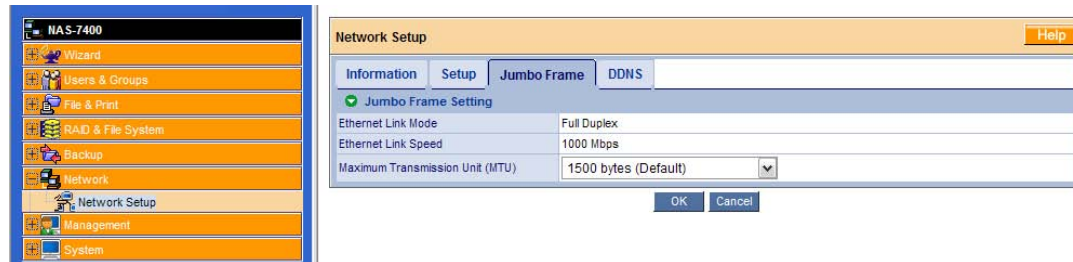 NAS-7400
Wizard
Users & Groups
File & Print
RAID & File System
Backup
Network
Network Setup
Management
System
Network Setup
Help
Information Setup Jumbo Frame DDNS
Jumbo Frame Setting
Ethernet Link Mode Full Duplex
Ethernet Link Speed 1000 Mbps
Maximum Transmission Unit (MTU) 1500 bytes (Default)
OK Cancel